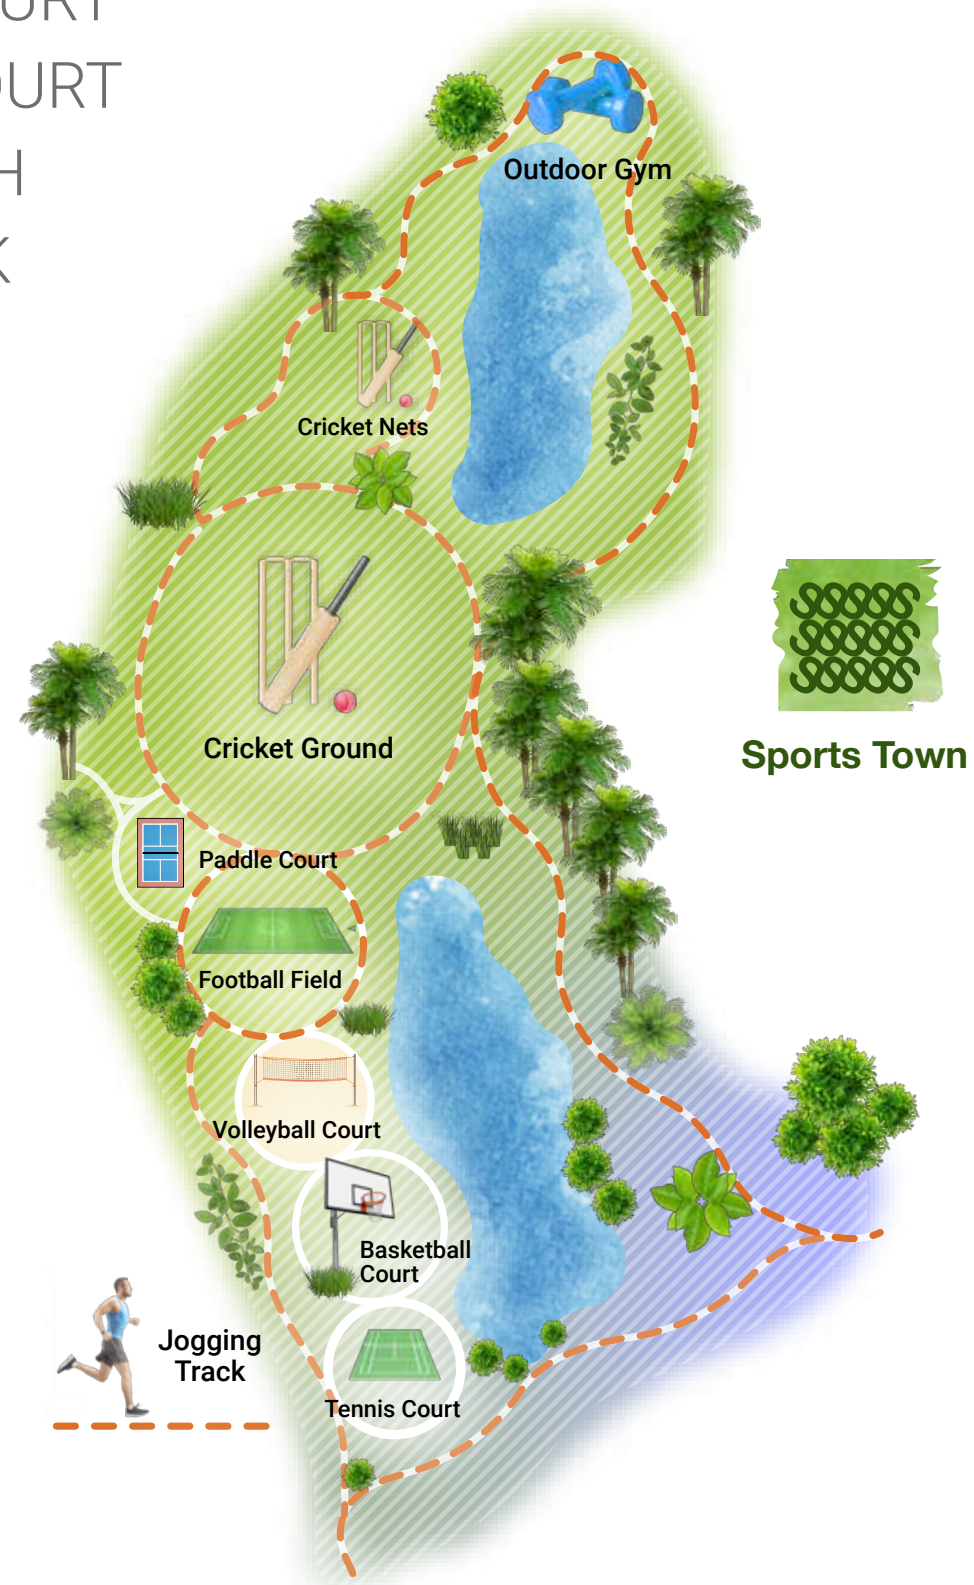 OURT
H
K
Outdoor Gym
Cricket Nets
Cricket Ground
Sports Town
Paddle Court
Football Field
Volleyball Court
Basketball
Court
Jogging
Track
Tennis Court